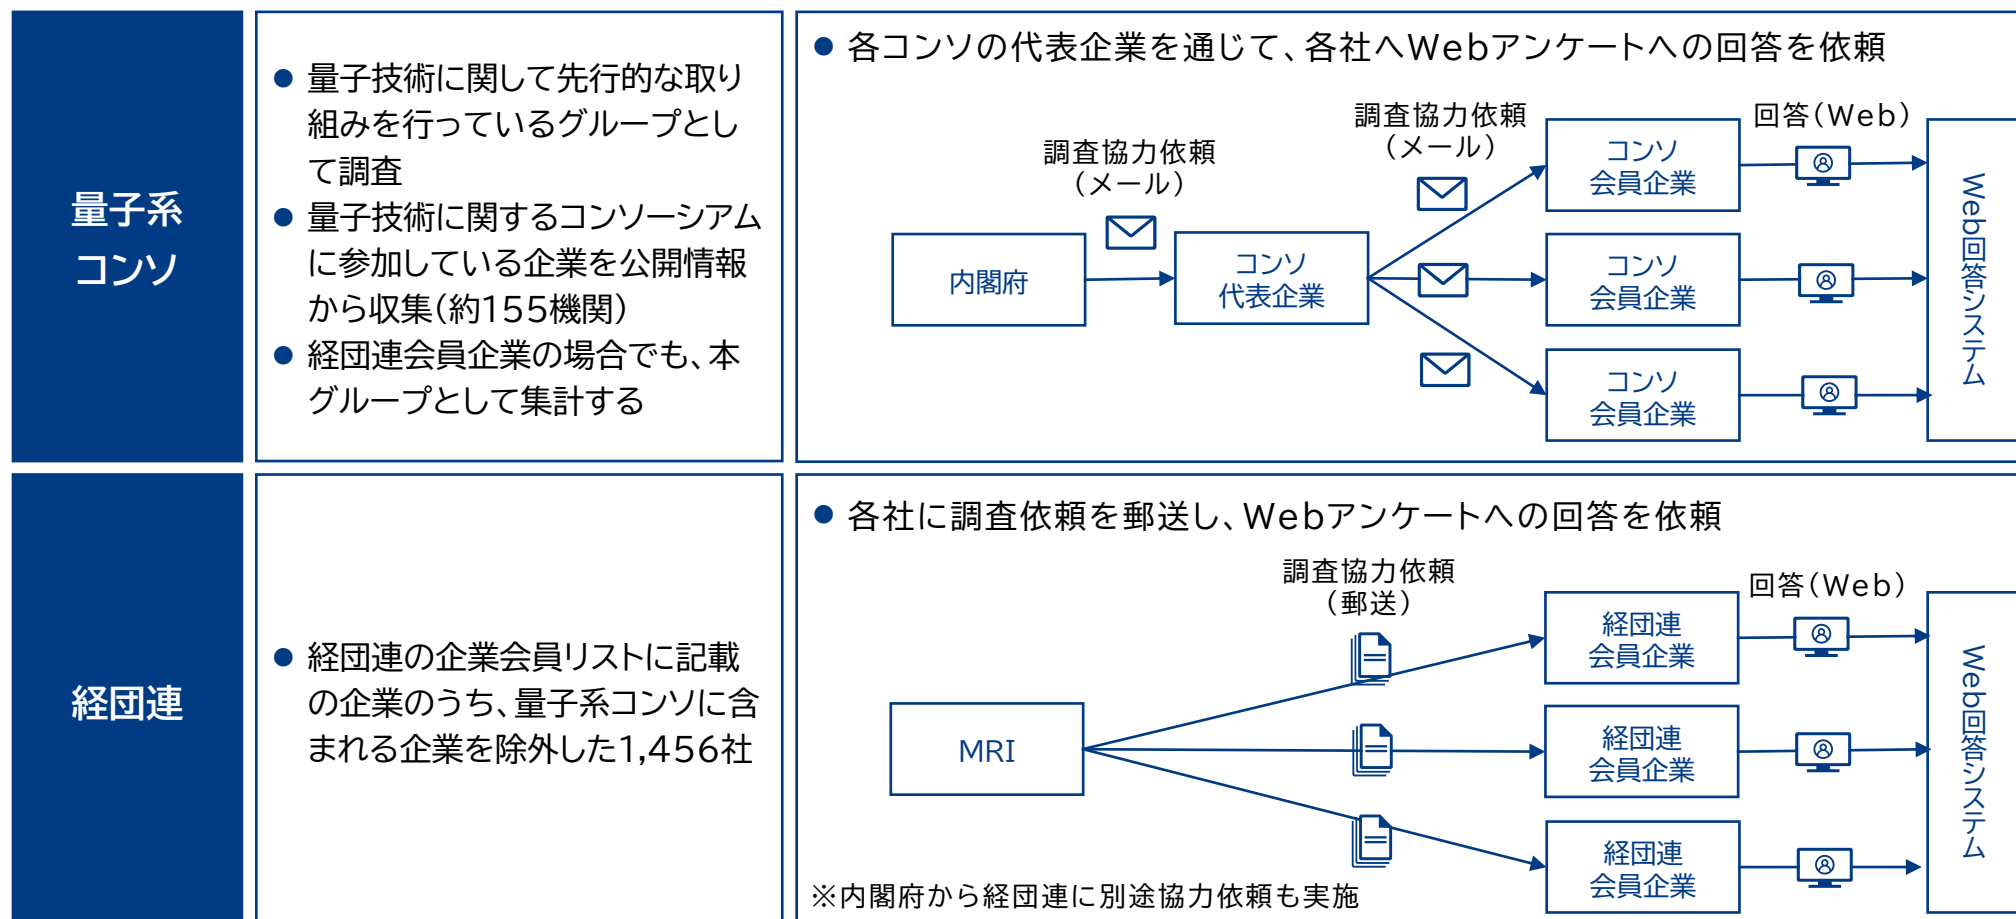 量子系
コンソ
● 量子技術に関して先行的な取り
組みを行っているグループとし
て調査
● 量子技術に関するコンソーシアム
に参加している企業を公開情報
から収集(約155機関)
● 経団連会員企業の場合でも、本
グループとして集計する
● 各コンソの代表企業を通じて、各社へWebアンケートへの回答を依頼
調査協力依頼
(メール)
調査協力依頼
(メール)
回答(Web)
内閣府
コンソ
代表企業
コンソ
会員企業
コンソ
会員企業
コンソ
会員企業
Web回答システム
経団連
● 経団連の企業会員リストに記載
の企業のうち、量子系コンソに含
まれる企業を除外した1,456社
● 各社に調査依頼を郵送し、Webアンケートへの回答を依頼
調査協力依頼
(郵送)
回答(Web)
MRI
経団連
会員企業
経団連
会員企業
経団連
会員企業
Web回答システム
※内閣府から経団連に別途協力依頼も実施